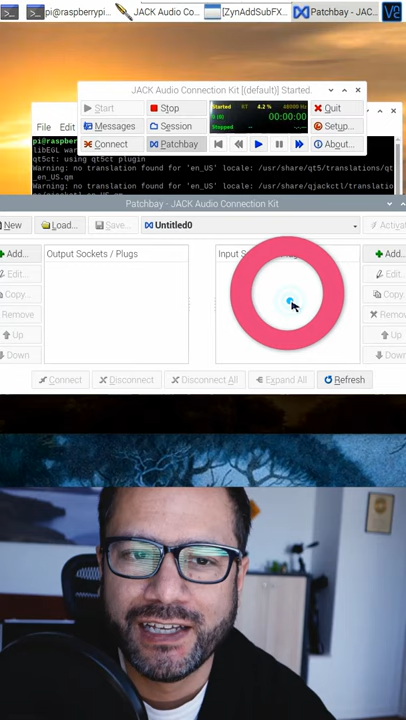 pi@raspberrypi...
JACK Audio Co...
[ZynAddSubFX...
Patchbay - JAC...
JACK Audio Connection Kit [(default)] Started.
Start
Stop
Started RT 4.2 % 48000 Hz
0 (0) 00:00:00
Stopped -- -.-.-
Quit
Messages
Session
Setup...
Connect
Patchbay
About...
File Edit
pi@raspberr
libEGL war
qt5ct: using qt5ct plugin
Warning: no translation found for 'en_US' locale: /usr/share/qt5/translations/qt
_en_US.qm
Warning: no translation found for 'en_US' locale: /usr/share/qjackctl/translatio
Patchbay - JACK Audio Connection Kit
New
Load...
Save...
Untitled0
Activa
Add...
Edit...
Copy...
Remove
Up
Down
Output Sockets / Plugs
Input S
Add...
Edit...
Copy...
Remov
Up
Down
Connect
Disconnect
Disconnect All
Expand All
Refresh